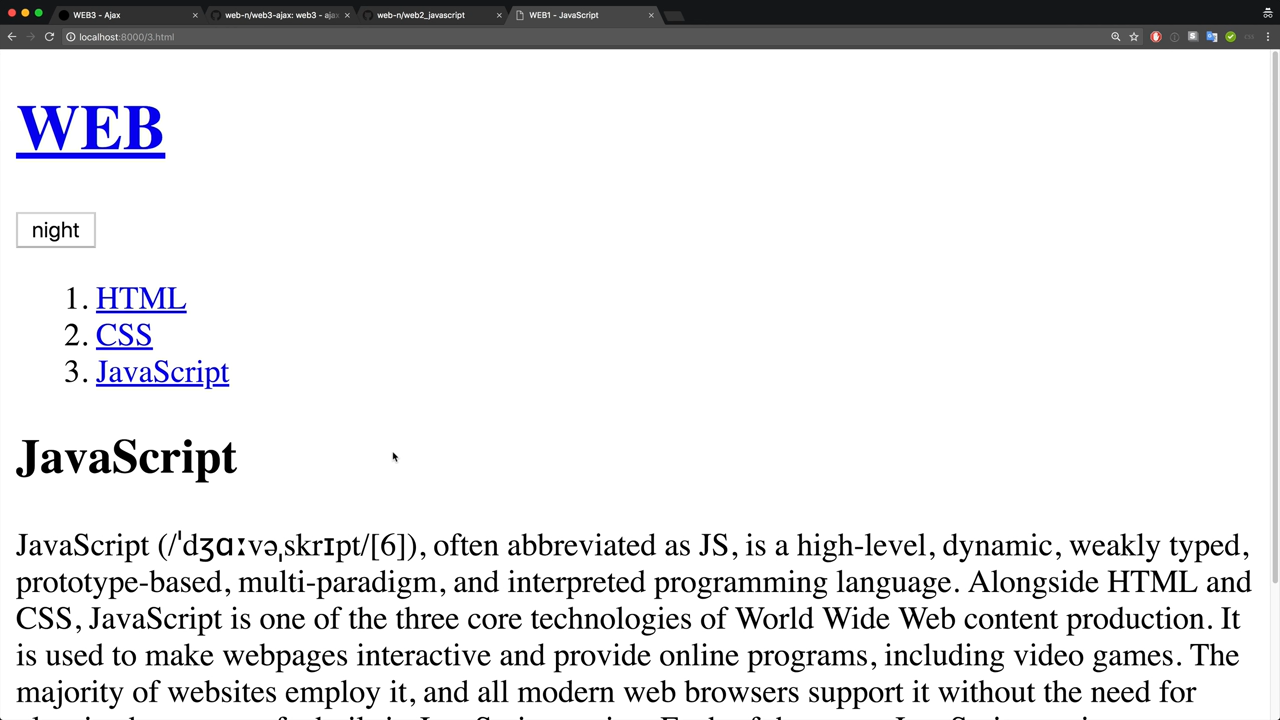 WEB3 - Ajax
web-n/web3-ajax: web3 - ajax
web-n/web2_javascript
WEB1 - JavaScript
localhost:8000/3.html
WEB
night
1. HTML
2. CSS
3. JavaScript
JavaScript
JavaScript (/ˈdʒɑːvəˌskrɪpt/[6]), often abbreviated as JS, is a high-level, dynamic, weakly typed,
prototype-based, multi-paradigm, and interpreted programming language. Alongside HTML and
CSS, JavaScript is one of the three core technologies of World Wide Web content production. It
is used to make webpages interactive and provide online programs, including video games. The
majority of websites employ it, and all modern web browsers support it without the need for